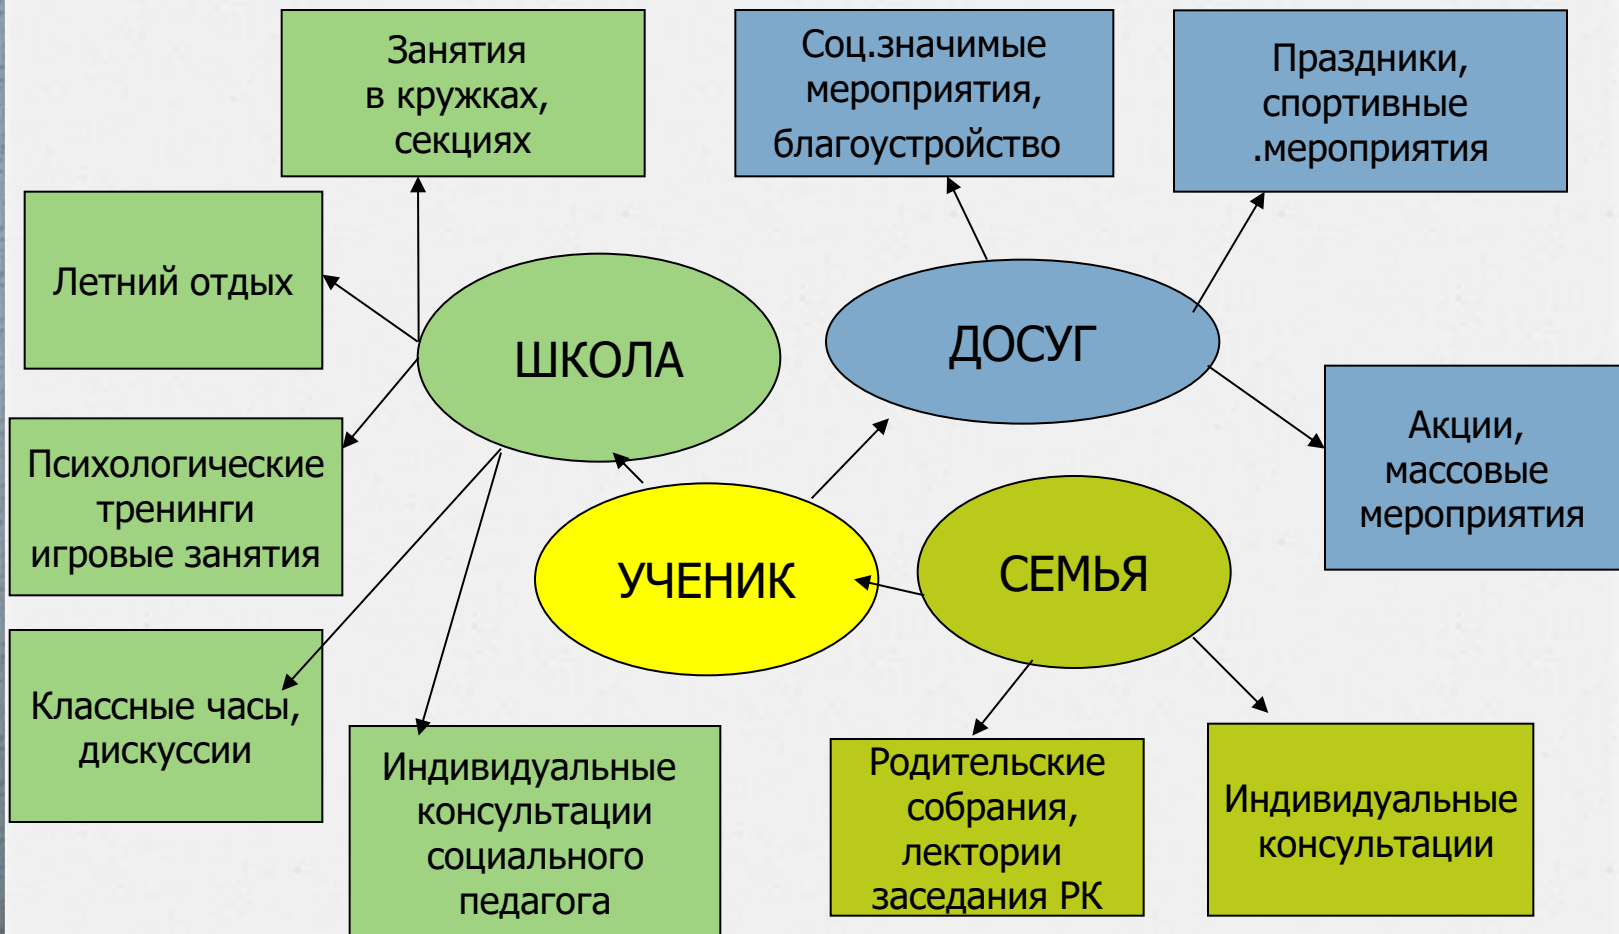 Занятия
в кружках,
секциях
Соц.значимые
мероприятия,
благоустройство
Праздники,
спортивные
.мероприятия
Летний отдых
ШКОЛА
ДОСУГ
Акции,
массовые
мероприятия
Психологические
тренинги
игровые занятия
УЧЕНИК
СЕМЬЯ
Классные часы,
дискуссии
Индивидуальные
консультации
социального
педагога
Родительские
собрания,
лектории
заседания РК
Индивидуальные
консультации